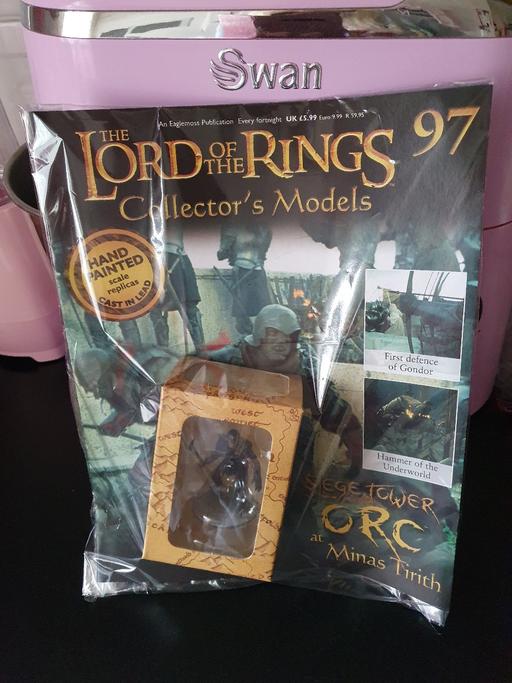 Swan
An Eaglemoss Publication Every fortnight UK £5.99 Euro 9.99 R 59.95
97
THE
LORD OF THE RINGS
Collector's Models
HAND
PAINTED
scale
replicas
CAST IN LEAD
First defence
of Gondor
Hammer of the
Underworld
SIEGE TOWER
ORC
at
Minas Tirith
WEST